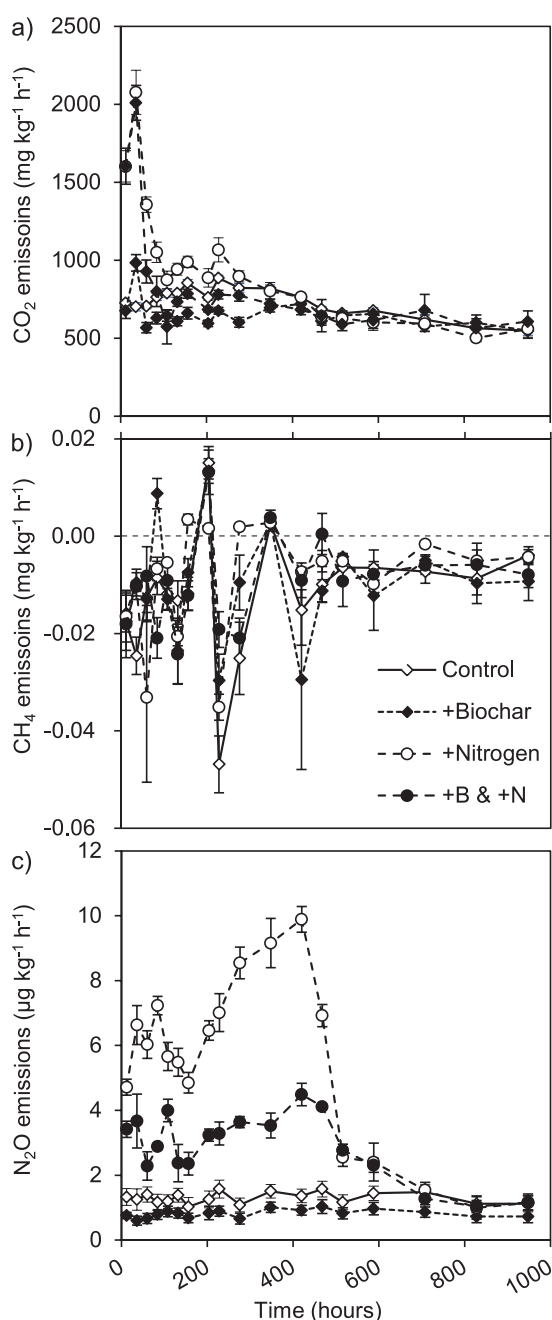 a)
2500
2000
1500
1000
500
0
CO₂ emissoins (mg kg⁻¹ h⁻¹)
b)
0.02
0.00
-0.02
-0.04
-0.06
CH₄ emissoins (mg kg⁻¹ h⁻¹)
Control
+Biochar
+Nitrogen
+B & +N
c)
12
10
8
6
4
2
0
N₂O emissions (µg kg⁻¹ h⁻¹)
0 200 400 600 800 1000
Time (hours)